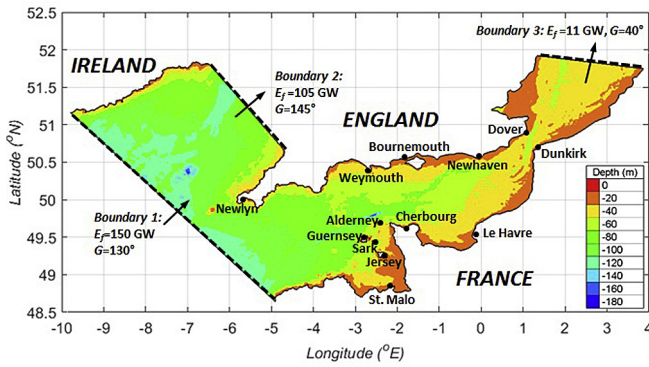 52.5
52
51.5
51
50.5
50
49.5
49
48.5
Latitude (°N)
-10
-9
-8
-7
-6
-5
-4
-3
-2
-1
0
1
2
3
4
Longitude (°E)
IRELAND
ENGLAND
FRANCE
Boundary 1:
Ef=150 GW
G=130°
Boundary 2:
Ef =105 GW
G=145°
Boundary 3: Ef =11 GW, G=40°
Newlyn
Weymouth
Bournemouth
Newhaven
Dover
Dunkirk
Alderney
Cherbourg
Guernsey
Sark
Jersey
St. Malo
Le Havre
Depth (m)
0
-20
-40
-60
-80
-100
-120
-140
-160
-180